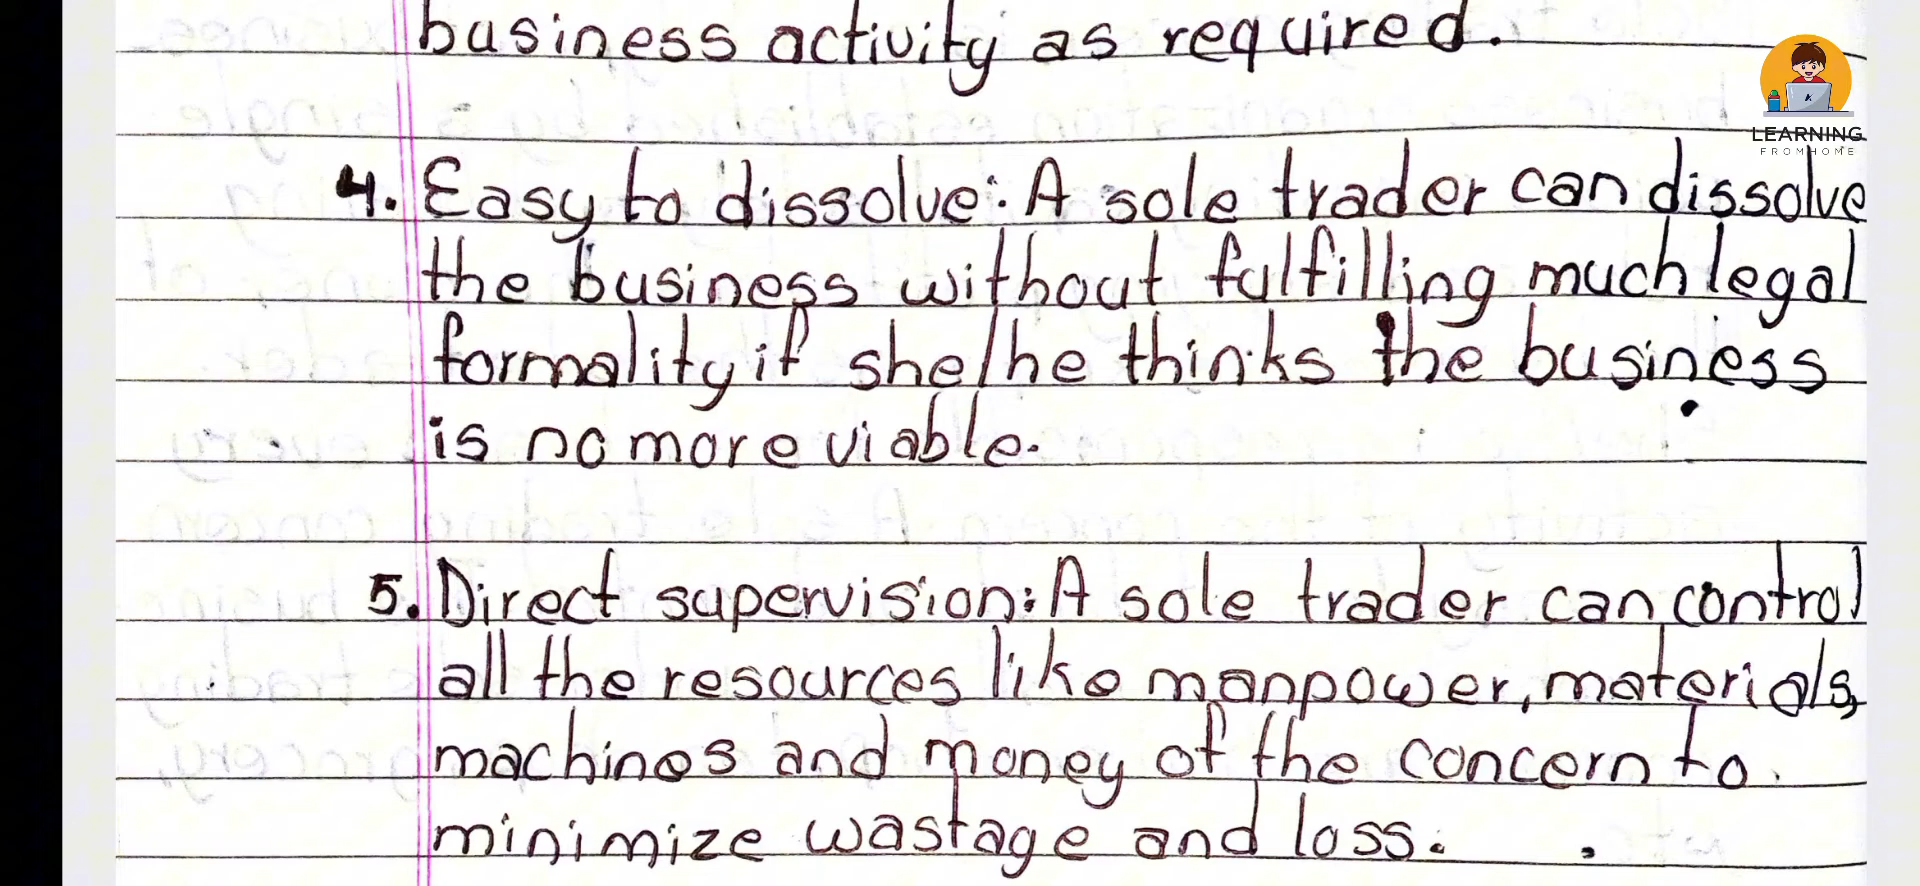 business activity as required.
LEARNING
FROMHOME
4. Easy to dissolve: A sole trader can dissolve
the business without fulfilling much legal
formality if she/he thinks the business
is no more viable.
5. Direct supervision: A sole trader can control
all the resources like manpower, materials,
machines and money of the concern to
minimize wastage and loss.